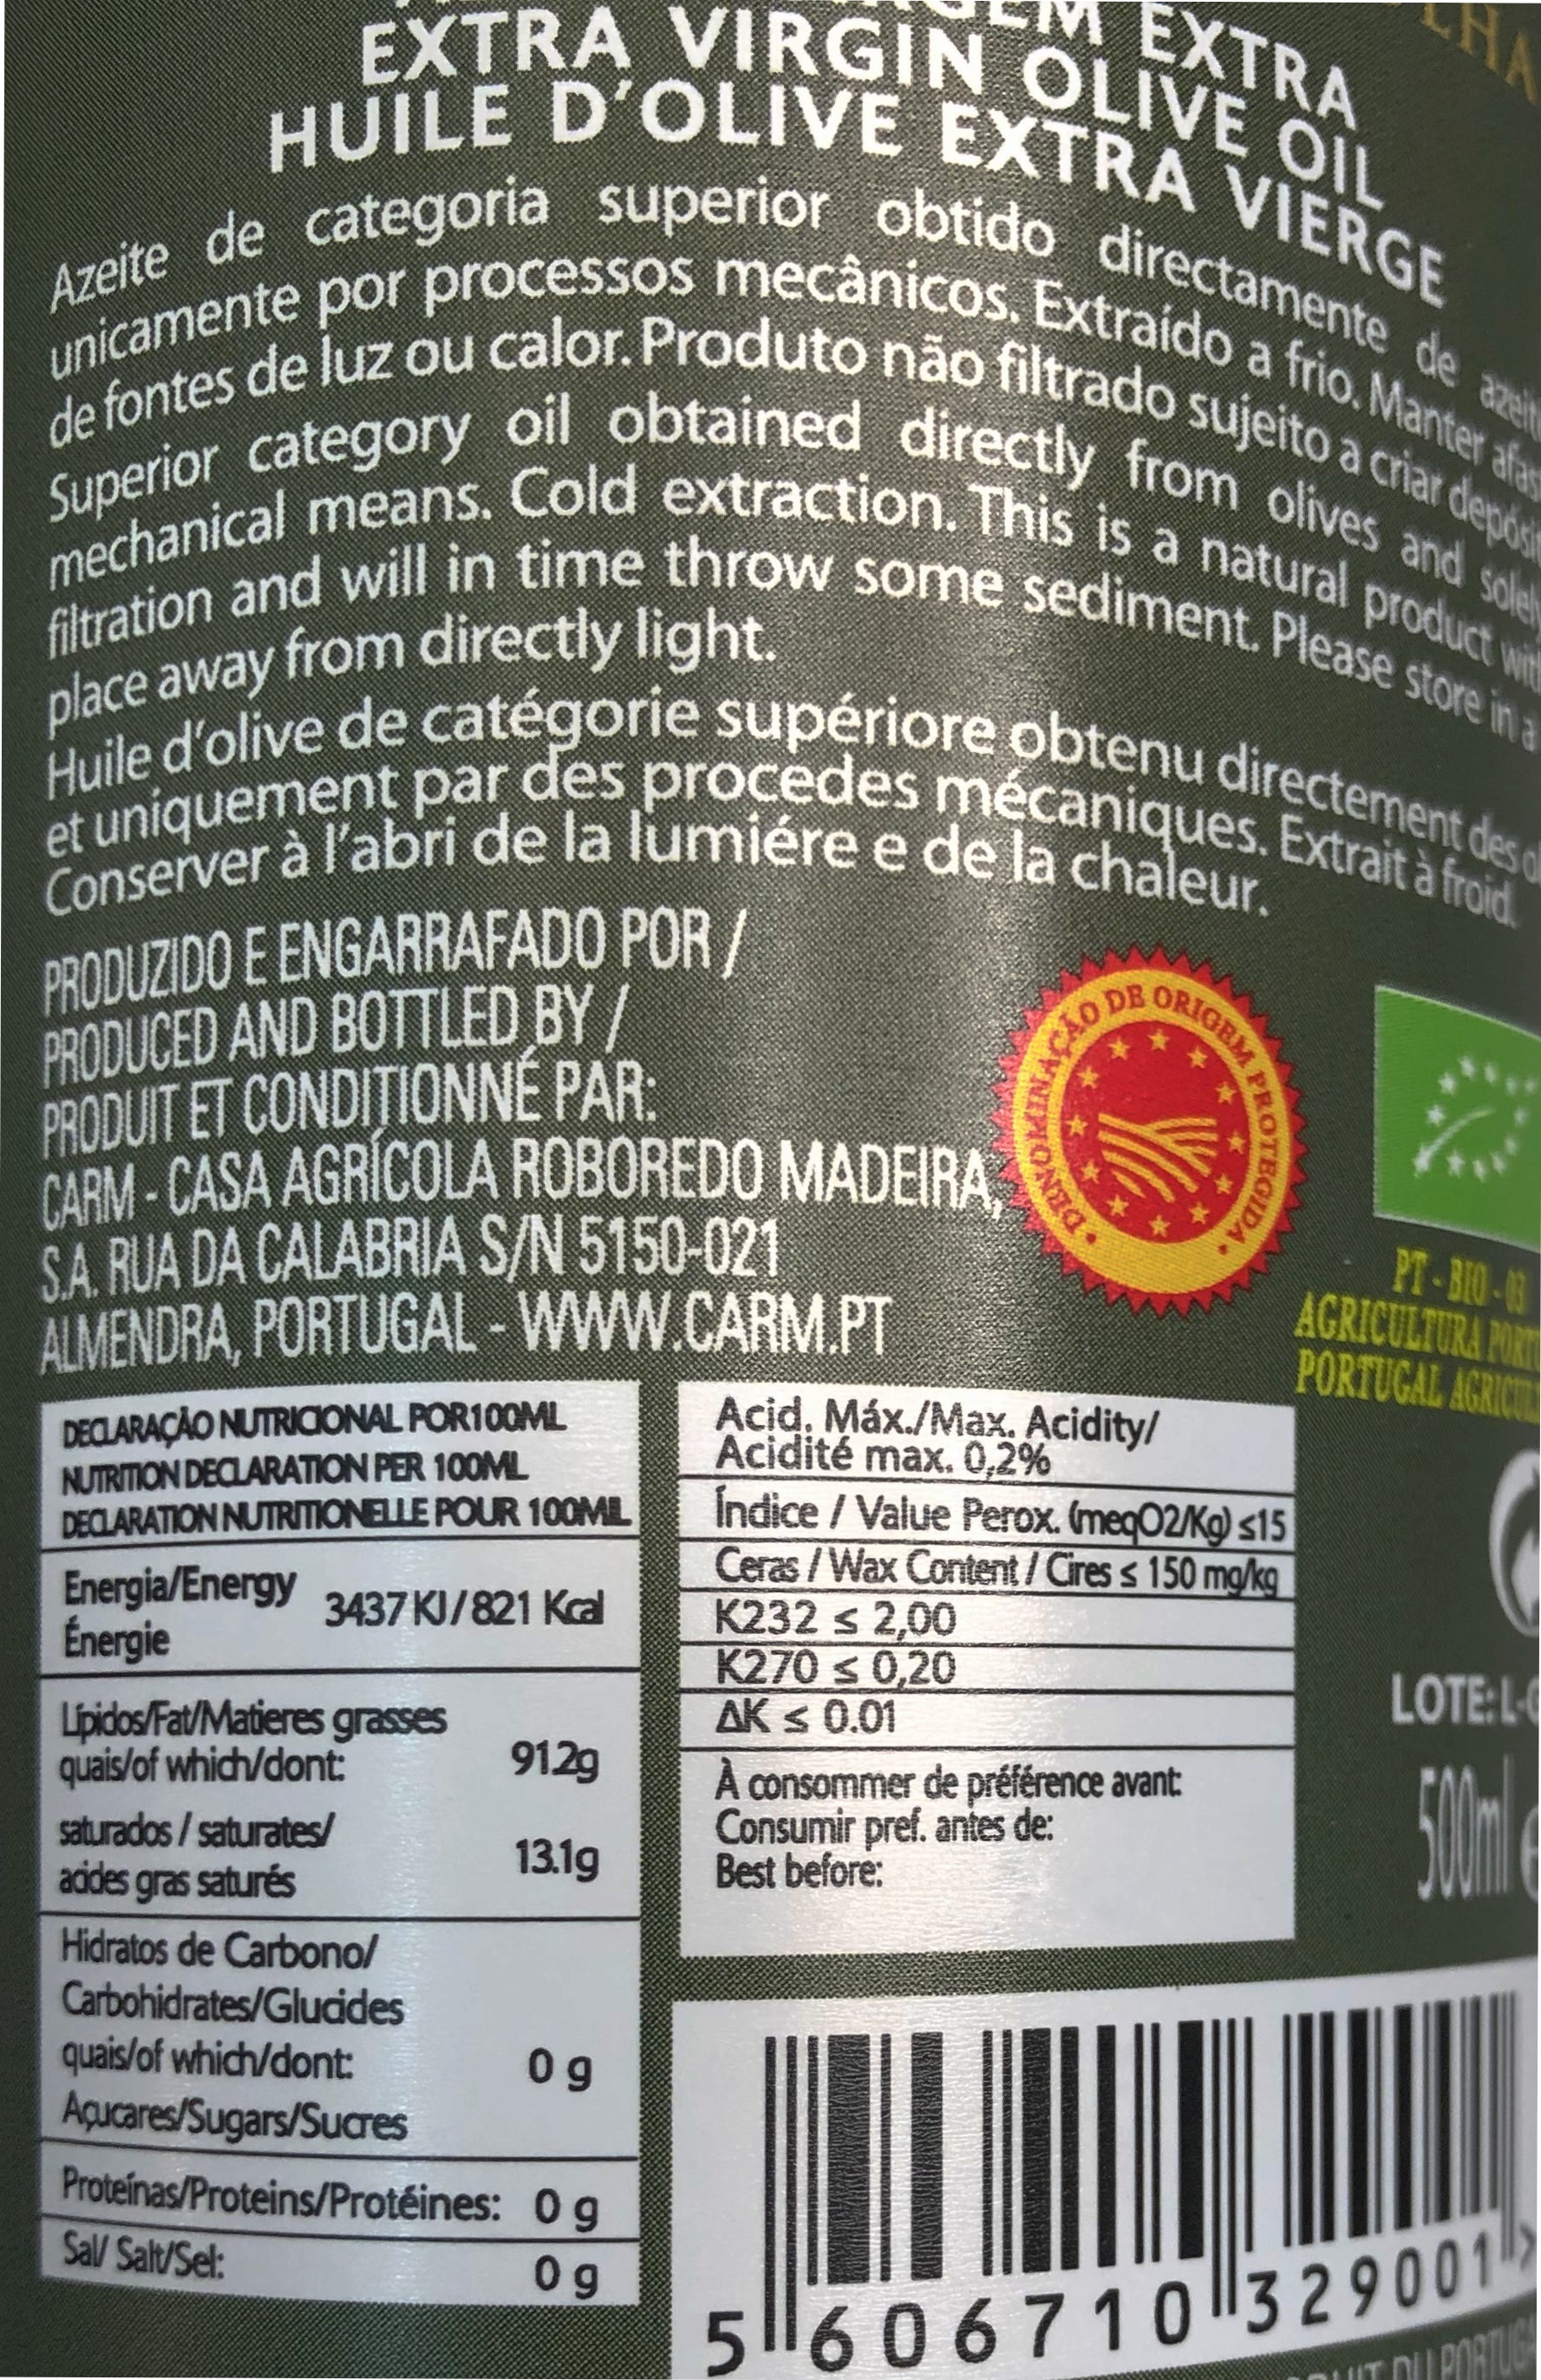 EXTRA
EXTRA VIRGIN OLIVE OIL
HUILE D'OLIVE EXTRA VIERGE
Azeite de categoria superior obtido directamente de
unicamente por processos mecânicos. Extraído a frio. Manter
de fontes de luz ou calor. Produto não filtrado sujeito a criar
Superior category oil obtained directly from olives and solely
mechanical means. Cold extraction. This is a natural product
filtration and will in time throw some sediment. Please store in a
place away from directly light.
Huile d'olive de catégorie supériore obtenu directement des
et uniquement par des procedes mécaniques. Extrait à froid.
Conserver à l'abri de la lumiére e de la chaleur.
PRODUZIDO E ENGARRAFADO POR /
PRODUCED AND BOTTLED BY /
PRODUIT ET CONDITIONNÉ PAR:
CARM - CASA AGRÍCOLA ROBOREDO MADEIRA,
S.A. RUA DA CALABRIA S/N 5150-021
ALMENDRA, PORTUGAL - WWW.CARM.PT
DENOMINAÇÃO DE ORIGEM PROTEGIDA
PT - BIO - 03
AGRICULTURA
PORTUGAL
DECLARAÇÃO NUTRICIONAL POR100ML
NUTRITION DECLARATION PER 100ML
DECLARATION NUTRITIONELLE POUR 100ML
Energia/Energy
Énergie
3437 KJ / 821 Kcal
Lípidos/Fat/Matieres grasses
quais/of which/dont:
91.2g
saturados / saturates/
acides gras saturés
13.1g
Hidratos de Carbono/
Carbohidrates/Glucides
quais/of which/dont:
0 g
Açucares/Sugars/Sucres
Proteínas/Proteins/Protéines: 0 g
Sal/ Salt/Sel: 0 g
Acid. Máx./Max. Acidity/
Acidité max. 0,2%
Índice / Value Perox. (meqO2/Kg) ≤15
Ceras / Wax Content / Cires ≤ 150 mg/kg
K232 ≤ 2,00
K270 ≤ 0,20
ΔK ≤ 0.01
À consommer de préférence avant:
Consumir pref. antes de:
Best before:
LOTE:
500ml e
5 606710 329001 >